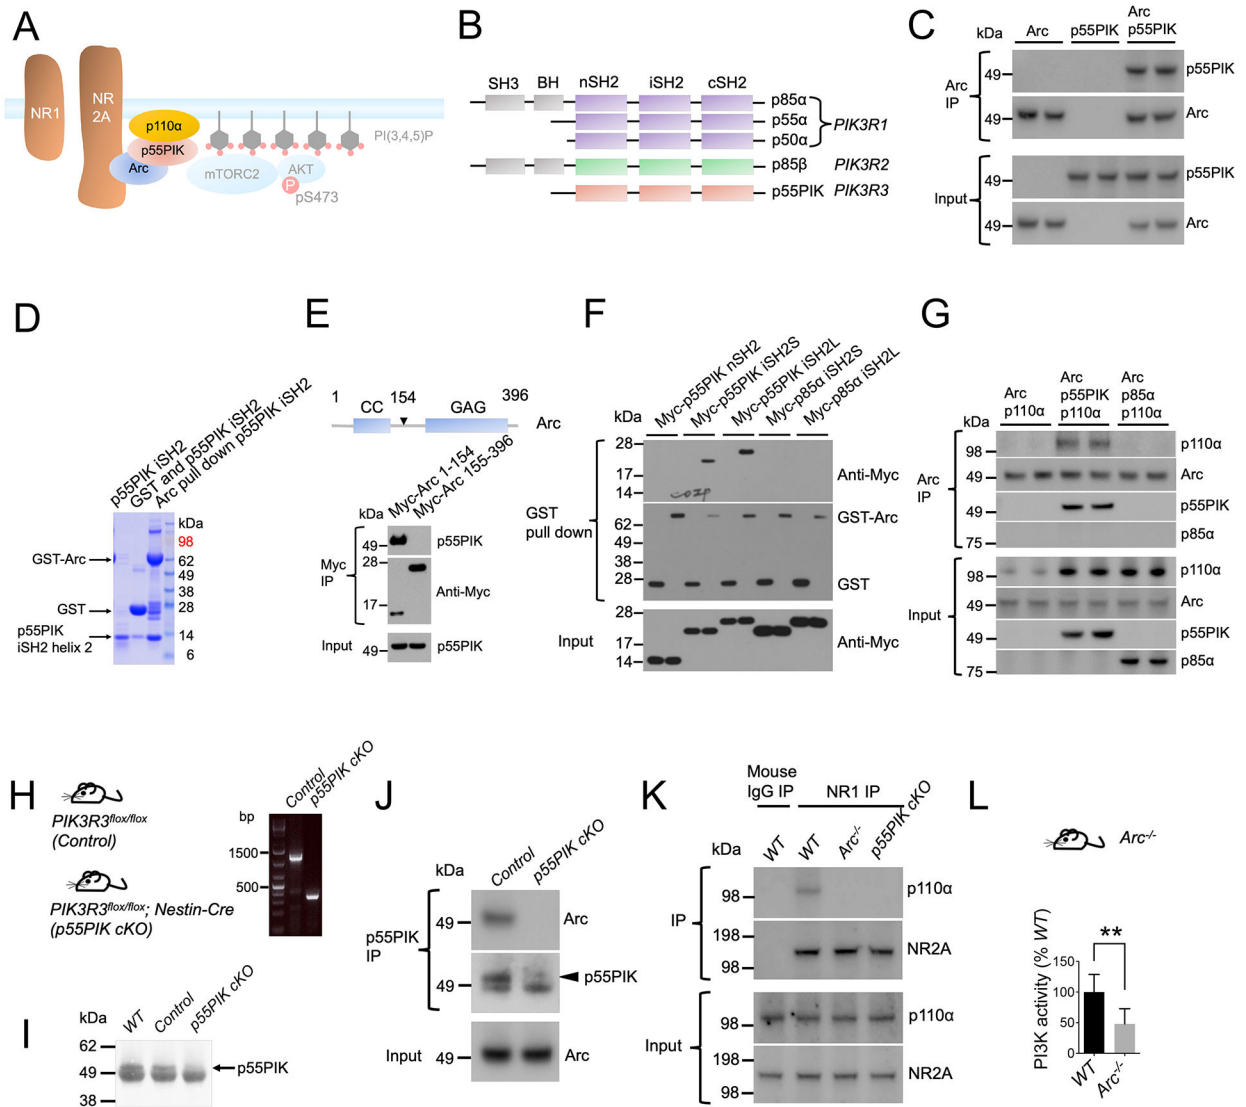 A
NR1
NR
2A
p110α
p55PIK
Arc
mTORC2
AKT
P
pS473
PI(3,4,5)P
B
SH3 BH nSH2 iSH2 cSH2
p85α
p55α
p50α
PIK3R1
p85β PIK3R2
p55PIK PIK3R3
C
kDa
Arc
p55PIK
Arc
p55PIK
Arc
IP
49
p55PIK
49
Arc
Input
49
p55PIK
49
Arc
D
p55PIK iSH2
GST and p55PIK iSH2
Arc pull down p55PIK iSH2
kDa
98
62
49
38
28
14
6
GST-Arc
GST
p55PIK
iSH2 helix 2
E
1 154 396
CC GAG
Arc
Myc-Arc 1-154
Myc-Arc 155-396
kDa
Myc
IP
49
p55PIK
28
Anti-Myc
17
Input
49
p55PIK
F
Myc-p55PIK nSH2
Myc-p55PIK iSH2S
Myc-p55PIK iSH2L
Myc-p85α iSH2S
Myc-p85α iSH2L
kDa
GST
pull down
28
17
14
Anti-Myc
62
49
38
28
GST-Arc
GST
Input
28
17
14
Anti-Myc
G
Arc
p110α
Arc
p55PIK
p110α
Arc
p85α
p110α
Arc
IP
98
p110α
49
Arc
49
p55PIK
75
p85α
Input
98
p110α
49
Arc
49
p55PIK
75
p85α
H
PIK3R3flox/flox
(Control)
PIK3R3flox/flox; Nestin-Cre
(p55PIK cKO)
Control
p55PIK cKO
bp
1500
500
I
kDa
WT
Control
p55PIK cKO
62
49
38
p55PIK
J
kDa
Control
p55PIK cKO
p55PIK
IP
49
Arc
49
p55PIK
Input
49
Arc
K
Mouse
IgG IP
NR1 IP
kDa
WT
WT
Arc-/-
p55PIK cKO
IP
98
p110α
198
98
NR2A
Input
98
p110α
198
98
NR2A
L
Arc-/-
PI3K activity (% WT)
150
100
50
0
**
WT
Arc-/-